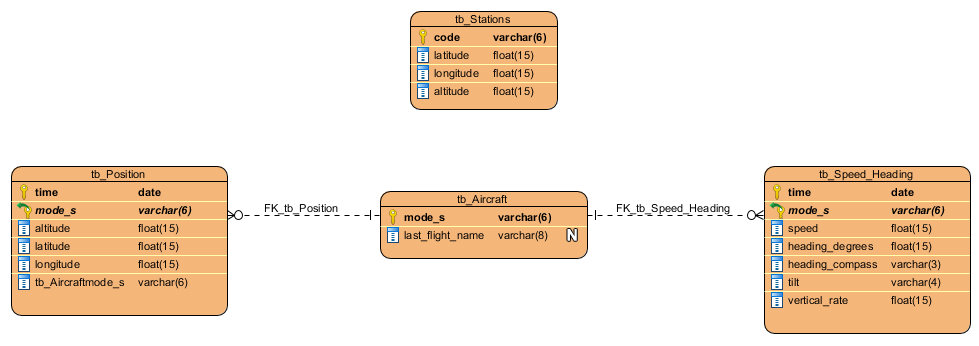 tb_Stations
code varchar(6)
latitude float(15)
longitude float(15)
altitude float(15)
tb_Position
time date
mode_s varchar(6)
altitude float(15)
latitude float(15)
longitude float(15)
tb_Aircraftmode_s varchar(6)
FK_tb_Position
tb_Aircraft
mode_s varchar(6)
last_flight_name varchar(8) N
FK_tb_Speed_Heading
tb_Speed_Heading
time date
mode_s varchar(6)
speed float(15)
heading_degrees float(15)
heading_compass varchar(3)
tilt varchar(4)
vertical_rate float(15)